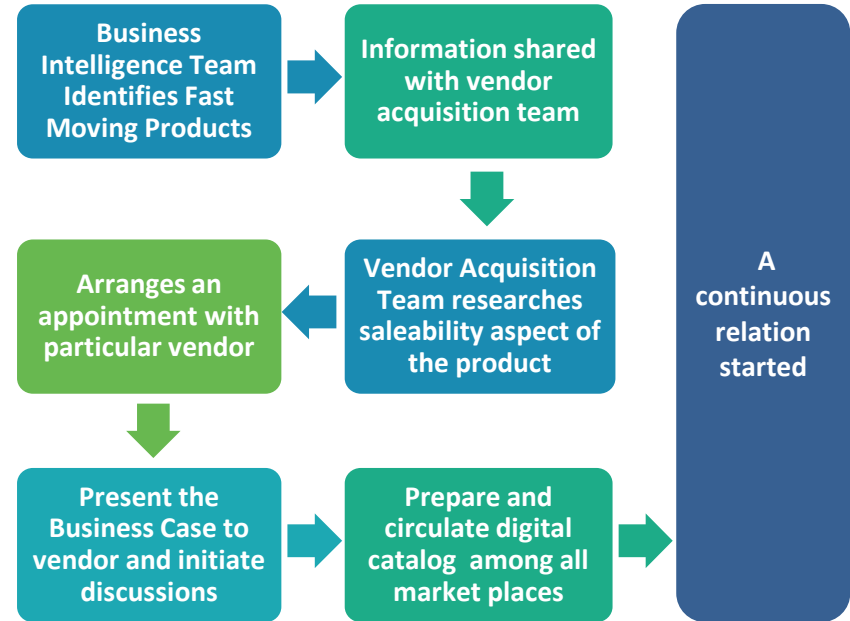 Business
Intelligence Team
Identifies Fast
Moving Products
Information shared
with vendor
acquisition team
Vendor Acquisition
Team researches
saleability aspect of
the product
Arranges an
appointment with
particular vendor
Present the
Business Case to
vendor and initiate
discussions
Prepare and
circulate digital
catalog among all
market places
A
continuous
relation
started